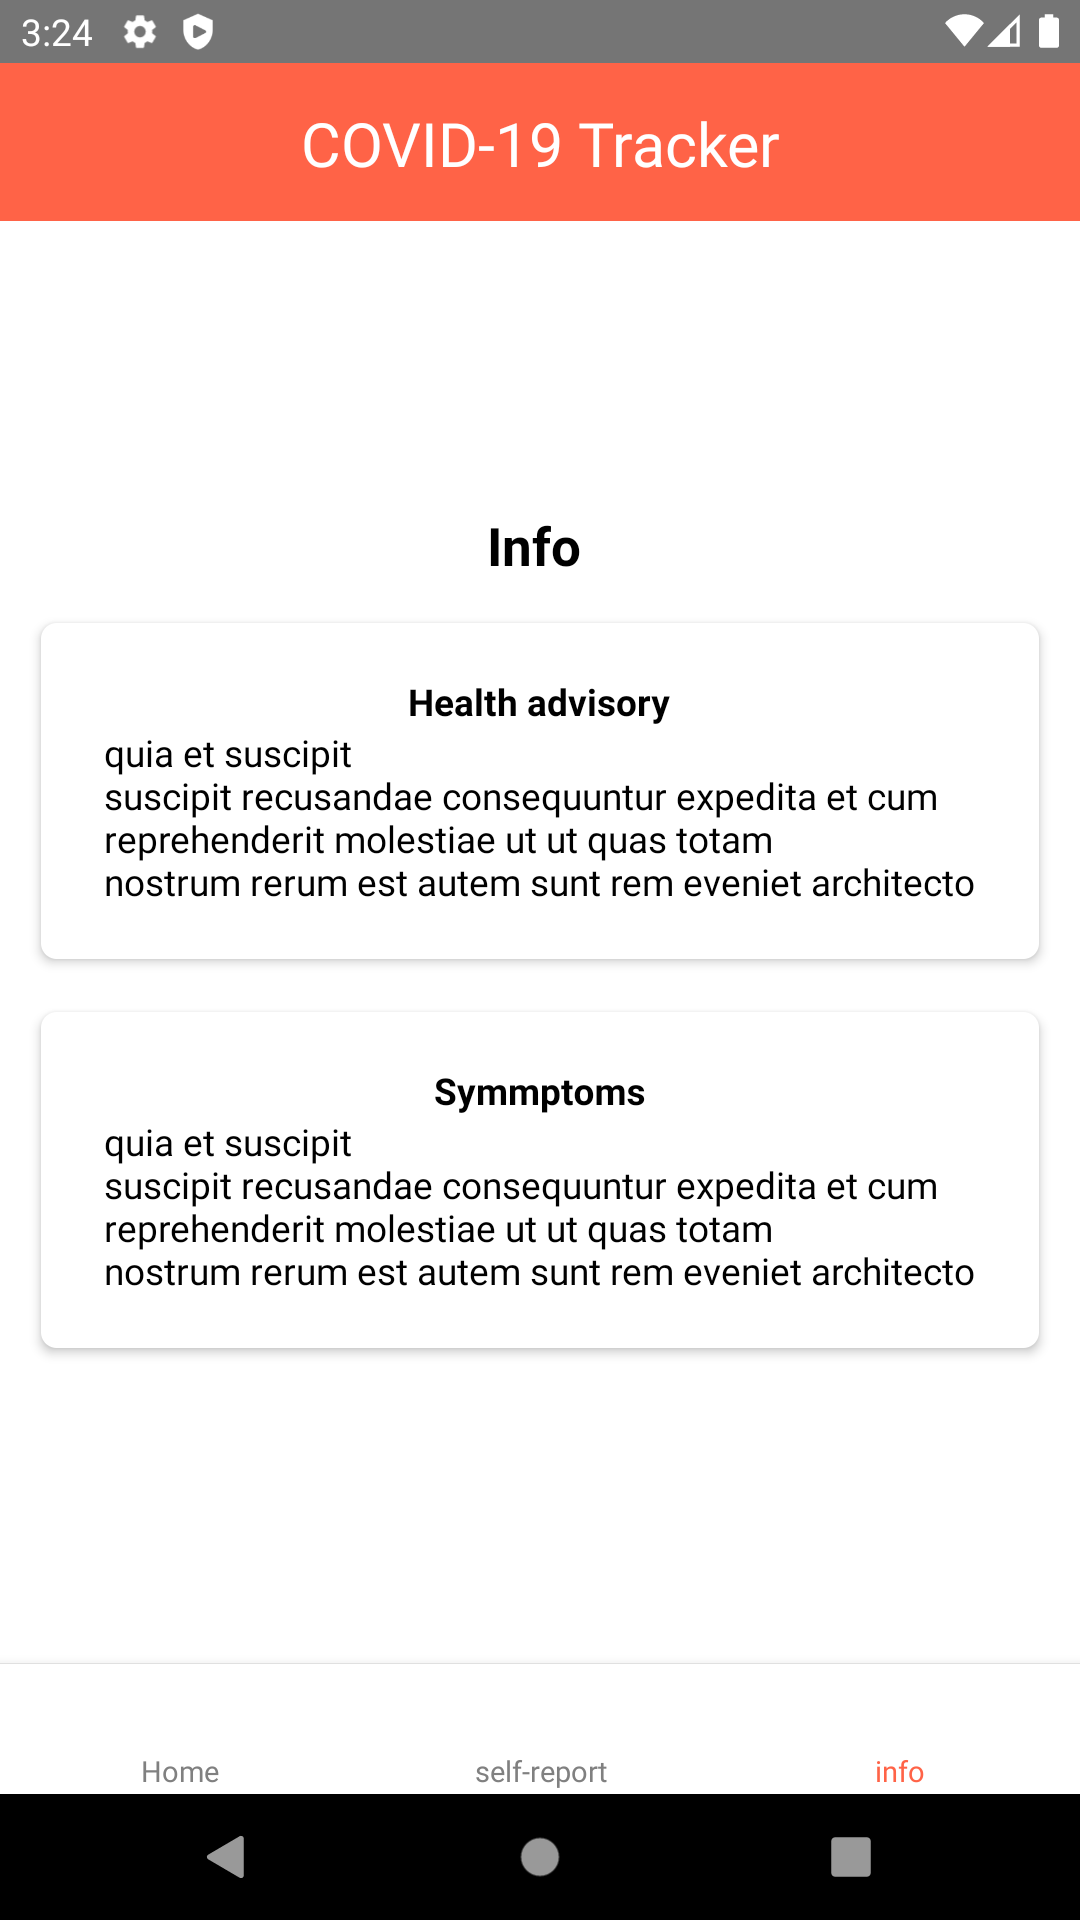 3:24
COVID-19 Tracker
Info
Health advisory
quia et suscipit
suscipit recusandae consequuntur expedita et cum
reprehenderit molestiae ut ut quas totam
nostrum rerum est autem sunt rem eveniet architecto
Symmptoms
quia et suscipit
suscipit recusandae consequuntur expedita et cum
reprehenderit molestiae ut ut quas totam
nostrum rerum est autem sunt rem eveniet architecto
Home self-report info